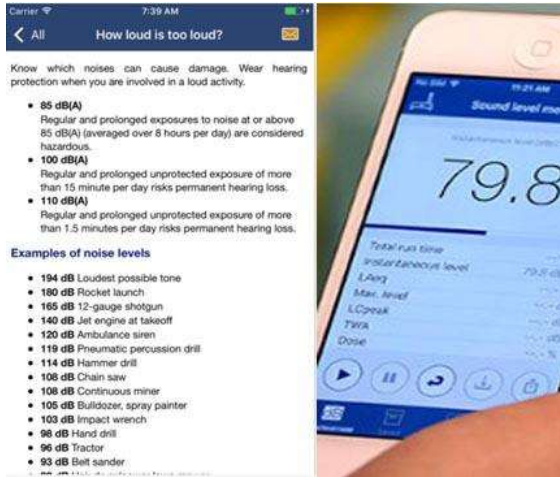 Carrier 7:39 AM
All How loud is too loud?
Know which noises can cause damage. Wear hearing
protection when you are involved in a loud activity.
• 85 dB(A)
Regular and prolonged exposures to noise at or above
85 dB(A) (averaged over 8 hours per day) are considered
hazardous.
• 100 dB(A)
Regular and prolonged unprotected exposure of more
than 15 minute per day risks permanent hearing loss.
• 110 dB(A)
Regular and prolonged unprotected exposure of more
than 1.5 minutes per day risks permanent hearing loss.
Examples of noise levels
• 194 dB Loudest possible tone
• 180 dB Rocket launch
• 165 dB 12-gauge shotgun
• 140 dB Jet engine at takeoff
• 120 dB Ambulance siren
• 119 dB Pneumatic percussion drill
• 114 dB Hammer drill
• 108 dB Chain saw
• 108 dB Continuous miner
• 105 dB Bulldozer, spray painter
• 103 dB Impact wrench
• 98 dB Hand drill
• 96 dB Tractor
• 93 dB Belt sander
No SIM 11:21 AM
Sound level
79.8
Total run time
Instantaneous level 79.8
LAeq
Max. level
LCpeak
TWA
Dose